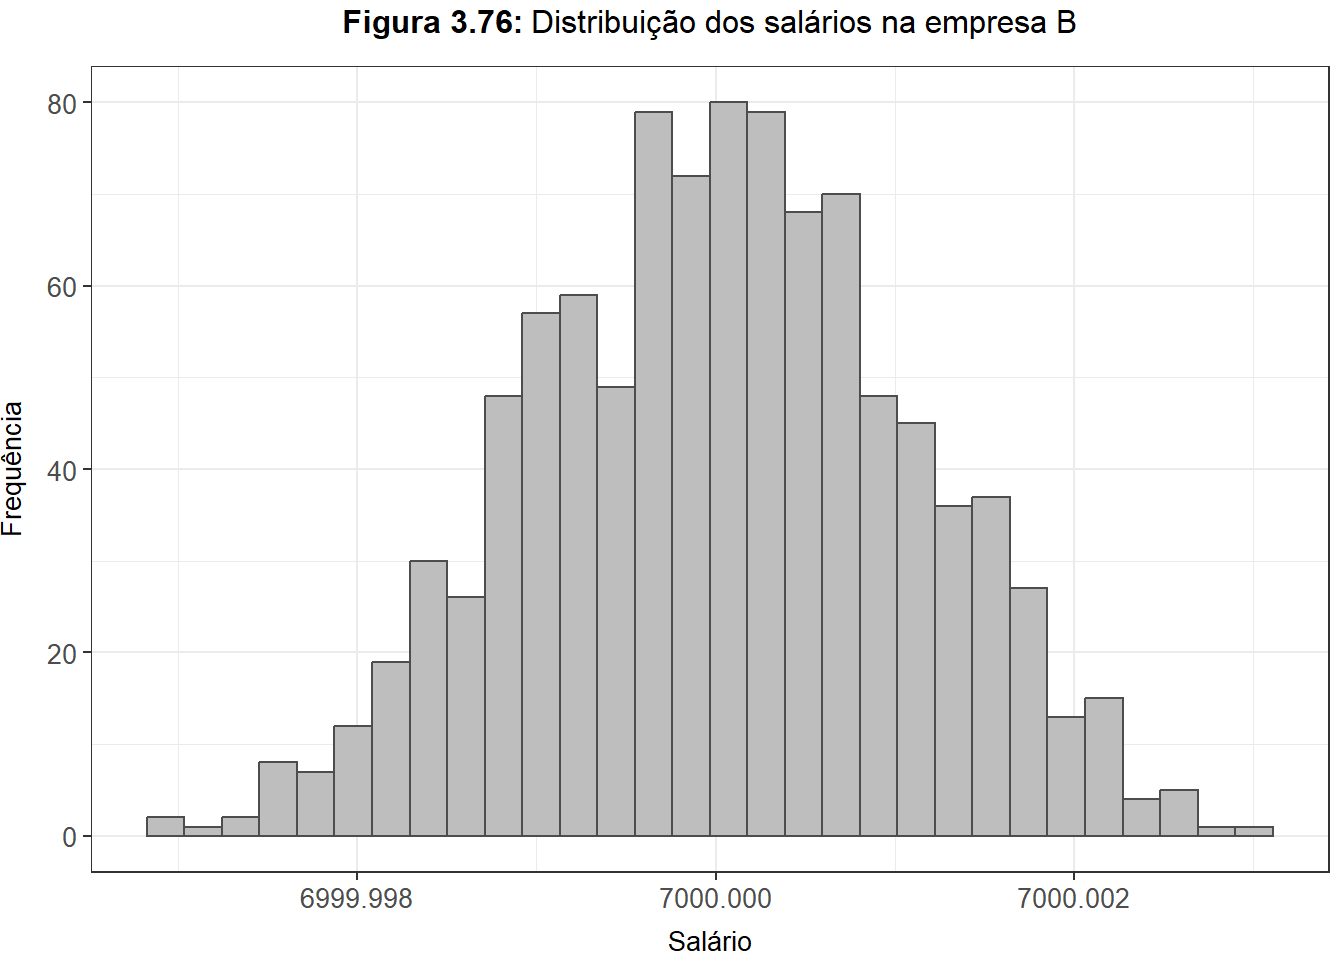 Figura 3.76: Distribuição dos salários na empresa B
80
60
40
20
0
Frequência
6999.998 7000.000 7000.002
Salário